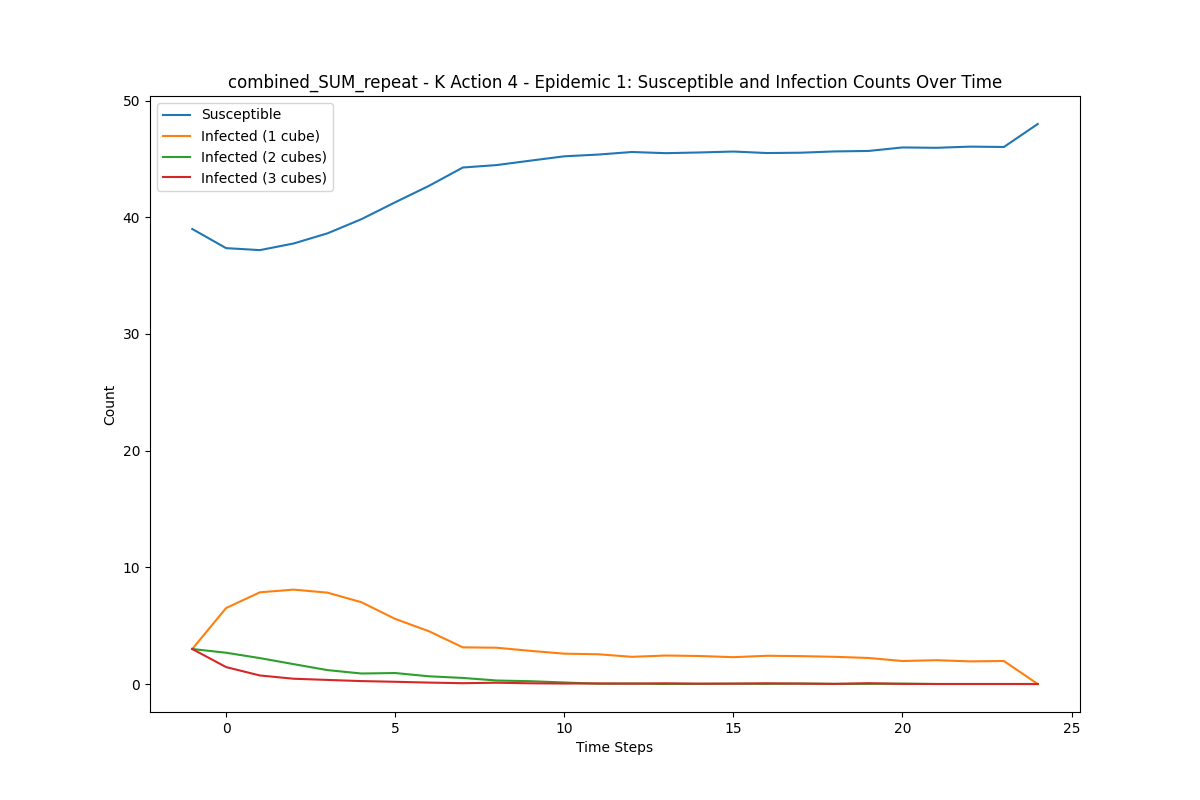 combined_SUM_repeat - K Action 4 - Epidemic 1: Susceptible and Infection Counts Over Time
50
40
30
20
10
0
Count
Susceptible
Infected (1 cube)
Infected (2 cubes)
Infected (3 cubes)
0 5 10 15 20 25
Time Steps